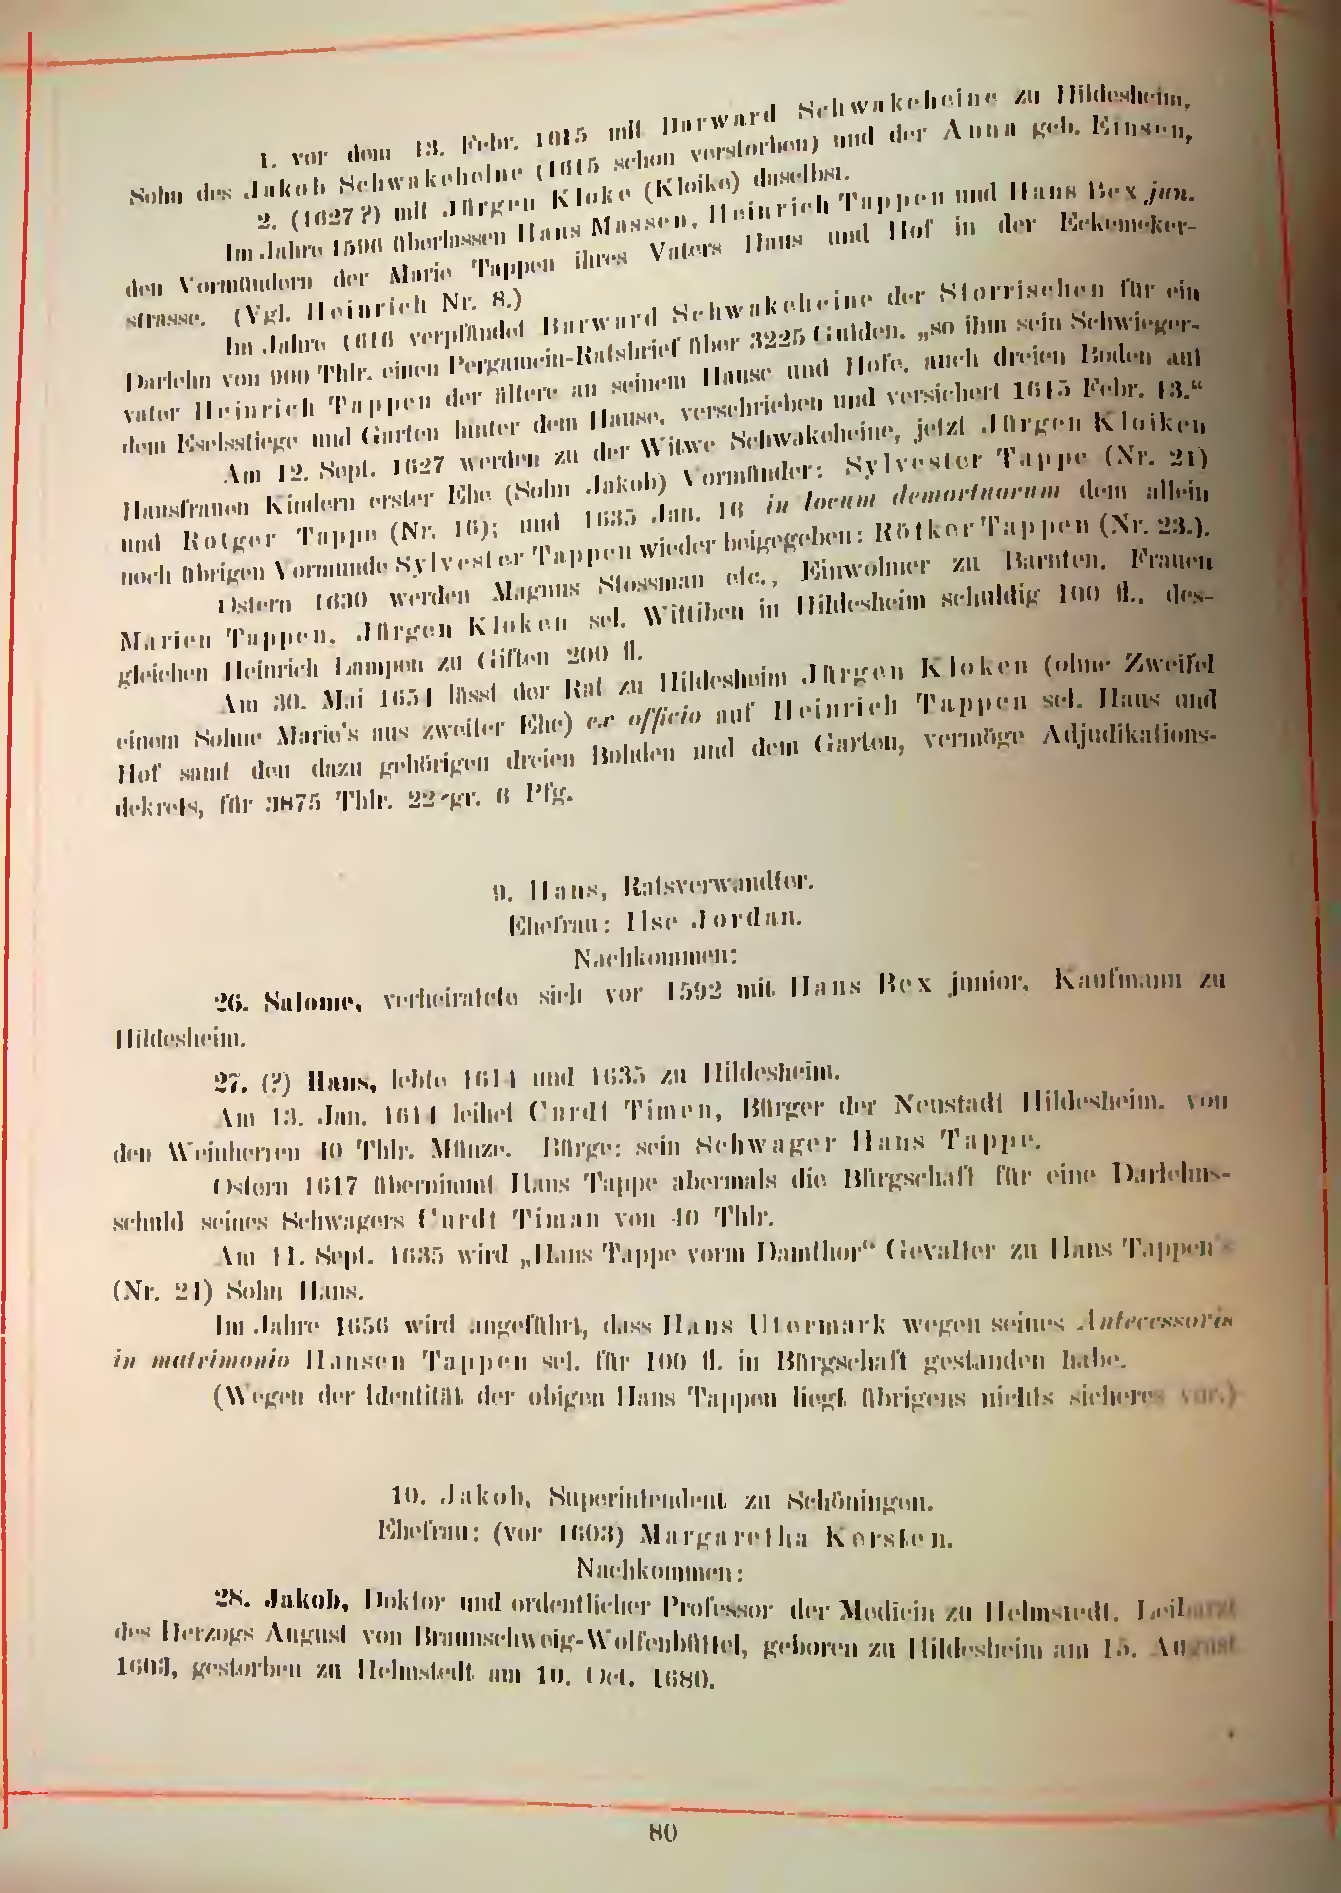 1. vor dem 13. Febr. 1615 mit Burward Schwakeheine zu Hildesheim,
Sohn des Jakob Schwakeheine (1615 schon verstorben) und der Anna geb. Einsen,
2. (1627?) mit Jürgen Kloke (Kloike) daselbst.
Im Jahre 1596 überlassen Hans Massen, Heinrich Tappen und Hans Bex jun.
den Vormündern der Marie Tappen ihres Vaters Haus und Hof in der Eckemeker-
strasse. (Vgl. Heinrich Nr. 8.)
Im Jahre 1616 verpfändet Burward Schwakeheine der Storrischen für ein
Darlehn von 900 Thlr. einen Pergamein-Ratsbrief über 3225 Gulden, „so ihm sein Schwieger-
vater Heinrich Tappen der ältere an seinem Hause und Hofe, auch dreien Boden auf
dem Eselsstiege und Garten hinter dem Hause, verschrieben und versichert 1615 Febr. 13.“
Am 12. Sept. 1627 werden zu der Witwe Schwakeheine, jetzt Jürgen Kloiken
Hausfrauen Kindern erster Ehe (Sohn Jakob) Vormünder: Sylvester Tappe (Nr. 21)
und Rotger Tappe (Nr. 16); und 1635 Jan. 16 in locum demortuorum dem allein
noch übrigen Vormunde Sylvester Tappen wieder beigegeben: Rötker Tappen (Nr. 23.).
Ostern 1630 werden Magnus Stossman etc., Einwohner zu Barnten, Frauen
Marien Tappen, Jürgen Kloken sel. Wittiben in Hildesheim schuldig 100 fl., des-
gleichen Heinrich Lampen zu Giften 200 fl.
Am 30. Mai 1654 lässt der Rat zu Hildesheim Jürgen Kloken (ohne Zweifel
einem Sohne Marie's aus zweiter Ehe) ex officio auf Heinrich Tappen sel. Haus und
Hof samt den dazu gehörigen dreien Bohden und dem Garten, vermöge Adjudikations-
dekrets, für 3875 Thlr. 22 gr. 6 Pfg.
9. Hans, Ratsverwandter.
Ehefrau: Ilse Jordan.
Nachkommen:
26. Salome, verheiratete sich vor 1592 mit Hans Bex junior, Kaufmann zu
Hildesheim.
27. (?) Hans, lebte 1614 und 1635 zu Hildesheim.
Am 13. Jan. 1614 leihet Curdt Timen, Bürger der Neustadt Hildesheim, von
den Weinherren 40 Thlr. Münze. Bürge: sein Schwager Hans Tappe.
Ostern 1617 übernimmt Hans Tappe abermals die Bürgschaft für eine Darlehns-
schuld seines Schwagers Curdt Timan von 40 Thlr.
Am 11. Sept. 1635 wird „Hans Tappe vorm Damthor“ Gevatter zu Hans Tappen's
(Nr. 21) Sohn Hans.
Im Jahre 1656 wird angeführt, dass Hans Utermark wegen seines Antecessoris
in matrimonio Hansen Tappen sel. für 100 fl. in Bürgschaft gestanden habe.
(Wegen der Identität der obigen Hans Tappen liegt übrigens nichts sicheres vor.)
10. Jakob, Superintendent zu Schöningen.
Ehefrau: (vor 1603) Margaretha Kersten.
Nachkommen:
28. Jakob, Doktor und ordentlicher Professor der Medicin zu Helmstedt, Leibarzt
des Herzogs August von Braunschweig-Wolfenbüttel, geboren zu Hildesheim am 15. August
1603, gestorben zu Helmstedt am 10. Oct. 1680.
80